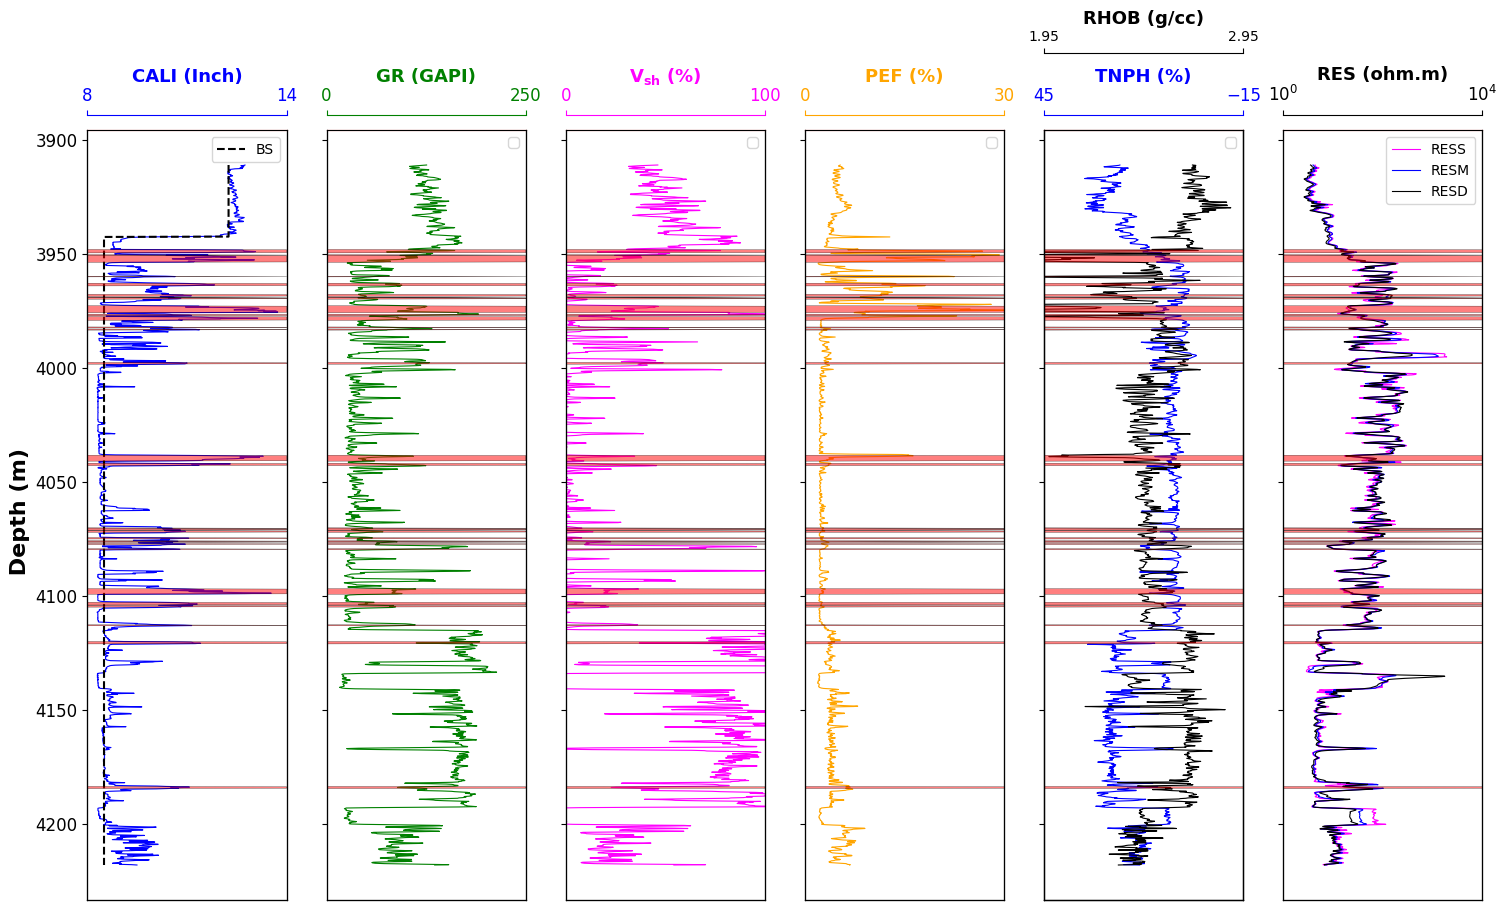 RHOB (g/cc)
1.95 2.95
CALI (Inch) GR (GAPI) Vsh (%) PEF (%) TNPH (%) RES (ohm.m)
8 14 0 250 0 100 0 30 45 −15 10^0 10^4
BS
RESS
RESM
RESD
3900
3950
4000
4050
4100
4150
4200
Depth (m)